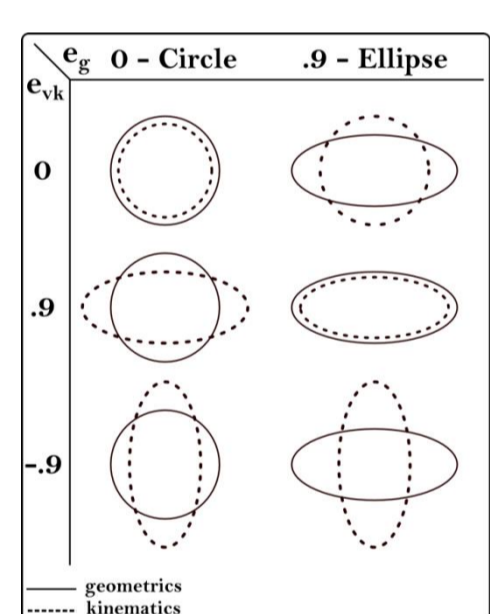 e_g 0 - Circle .9 - Ellipse
e_vk
0
.9
-.9
geometrics
kinematics